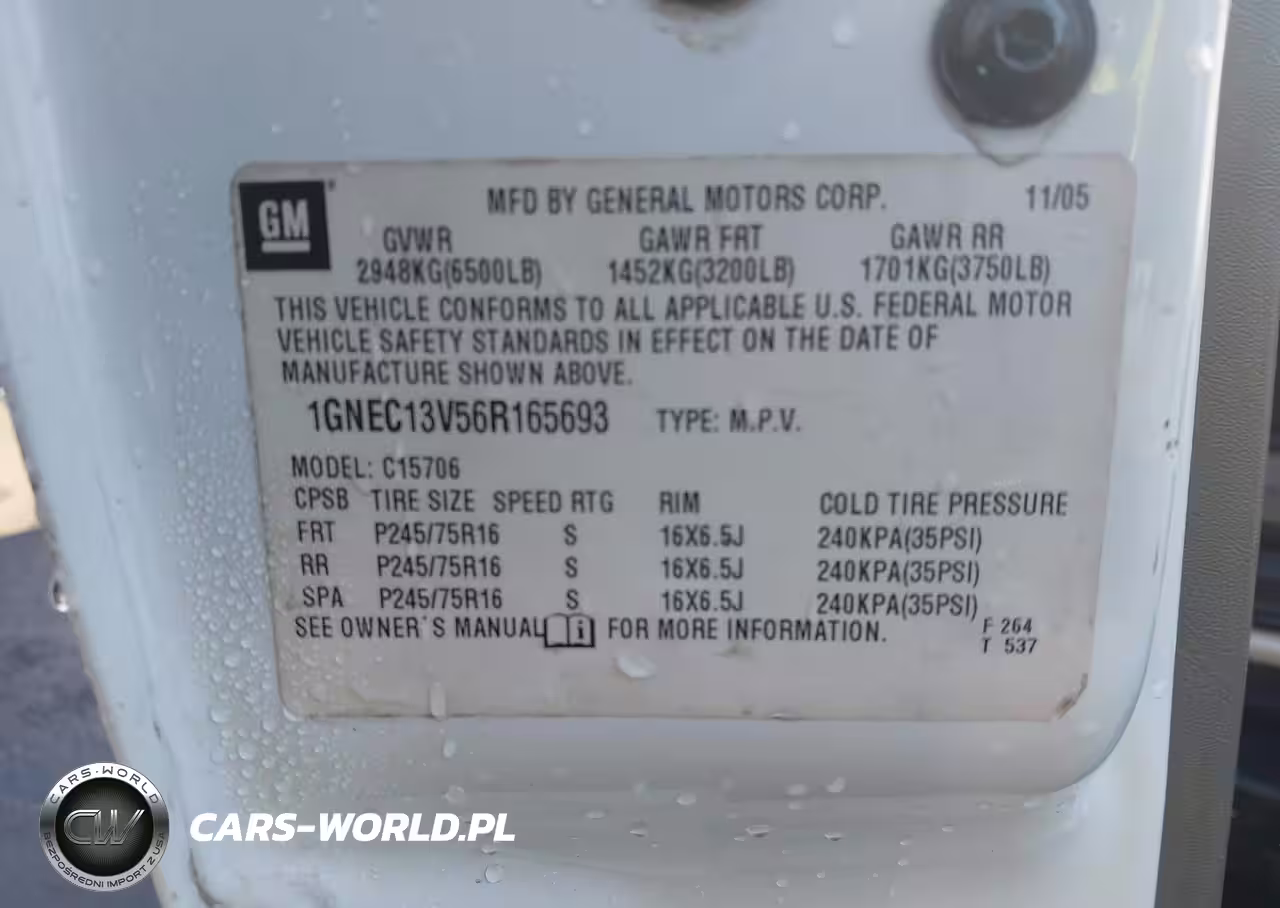 GM
MFD BY GENERAL MOTORS CORP. 11/05
GVWR GAWR FRT GAWR RR
2948KG(6500LB) 1452KG(3200LB) 1701KG(3750LB)
THIS VEHICLE CONFORMS TO ALL APPLICABLE U.S. FEDERAL MOTOR
VEHICLE SAFETY STANDARDS IN EFFECT ON THE DATE OF
MANUFACTURE SHOWN ABOVE.
1GNEC13V56R165693 TYPE: M.P.V.
MODEL: C15706
CPSB TIRE SIZE SPEED RTG RIM COLD TIRE PRESSURE
FRT P245/75R16 S 16X6.5J 240KPA(35PSI)
RR P245/75R16 S 16X6.5J 240KPA(35PSI)
SPA P245/75R16 S 16X6.5J 240KPA(35PSI)
SEE OWNER'S MANUAL i FOR MORE INFORMATION.
F 264
T 537
CARS-WORLD
CW
BEZPOŚREDNI IMPORT Z USA
CARS-WORLD.PL